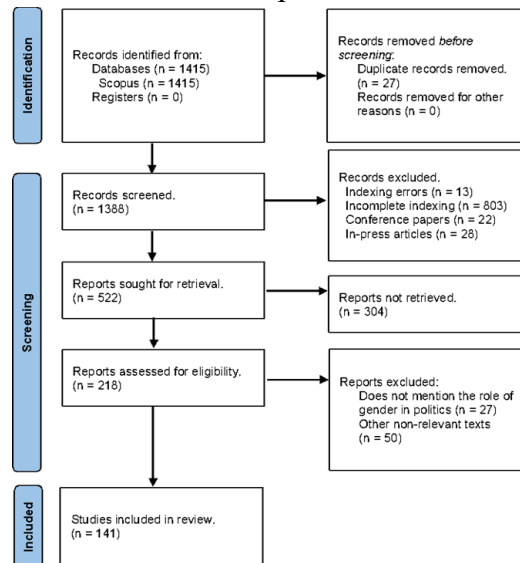 Identification
Records identified from:
Databases (n = 1415)
Scopus (n = 1415)
Registers (n = 0)
Records removed before
screening:
Duplicate records removed.
(n = 27)
Records removed for other
reasons (n = 0)
Screening
Records screened.
(n = 1388)
Records excluded.
Indexing errors (n = 13)
Incomplete indexing (n = 803)
Conference papers (n = 22)
In-press articles (n = 28)
Reports sought for retrieval.
(n = 522)
Reports not retrieved.
(n = 304)
Reports assessed for eligibility.
(n = 218)
Reports excluded:
Does not mention the role of
gender in politics (n = 27)
Other non-relevant texts
(n = 50)
Included
Studies included in review.
(n = 141)